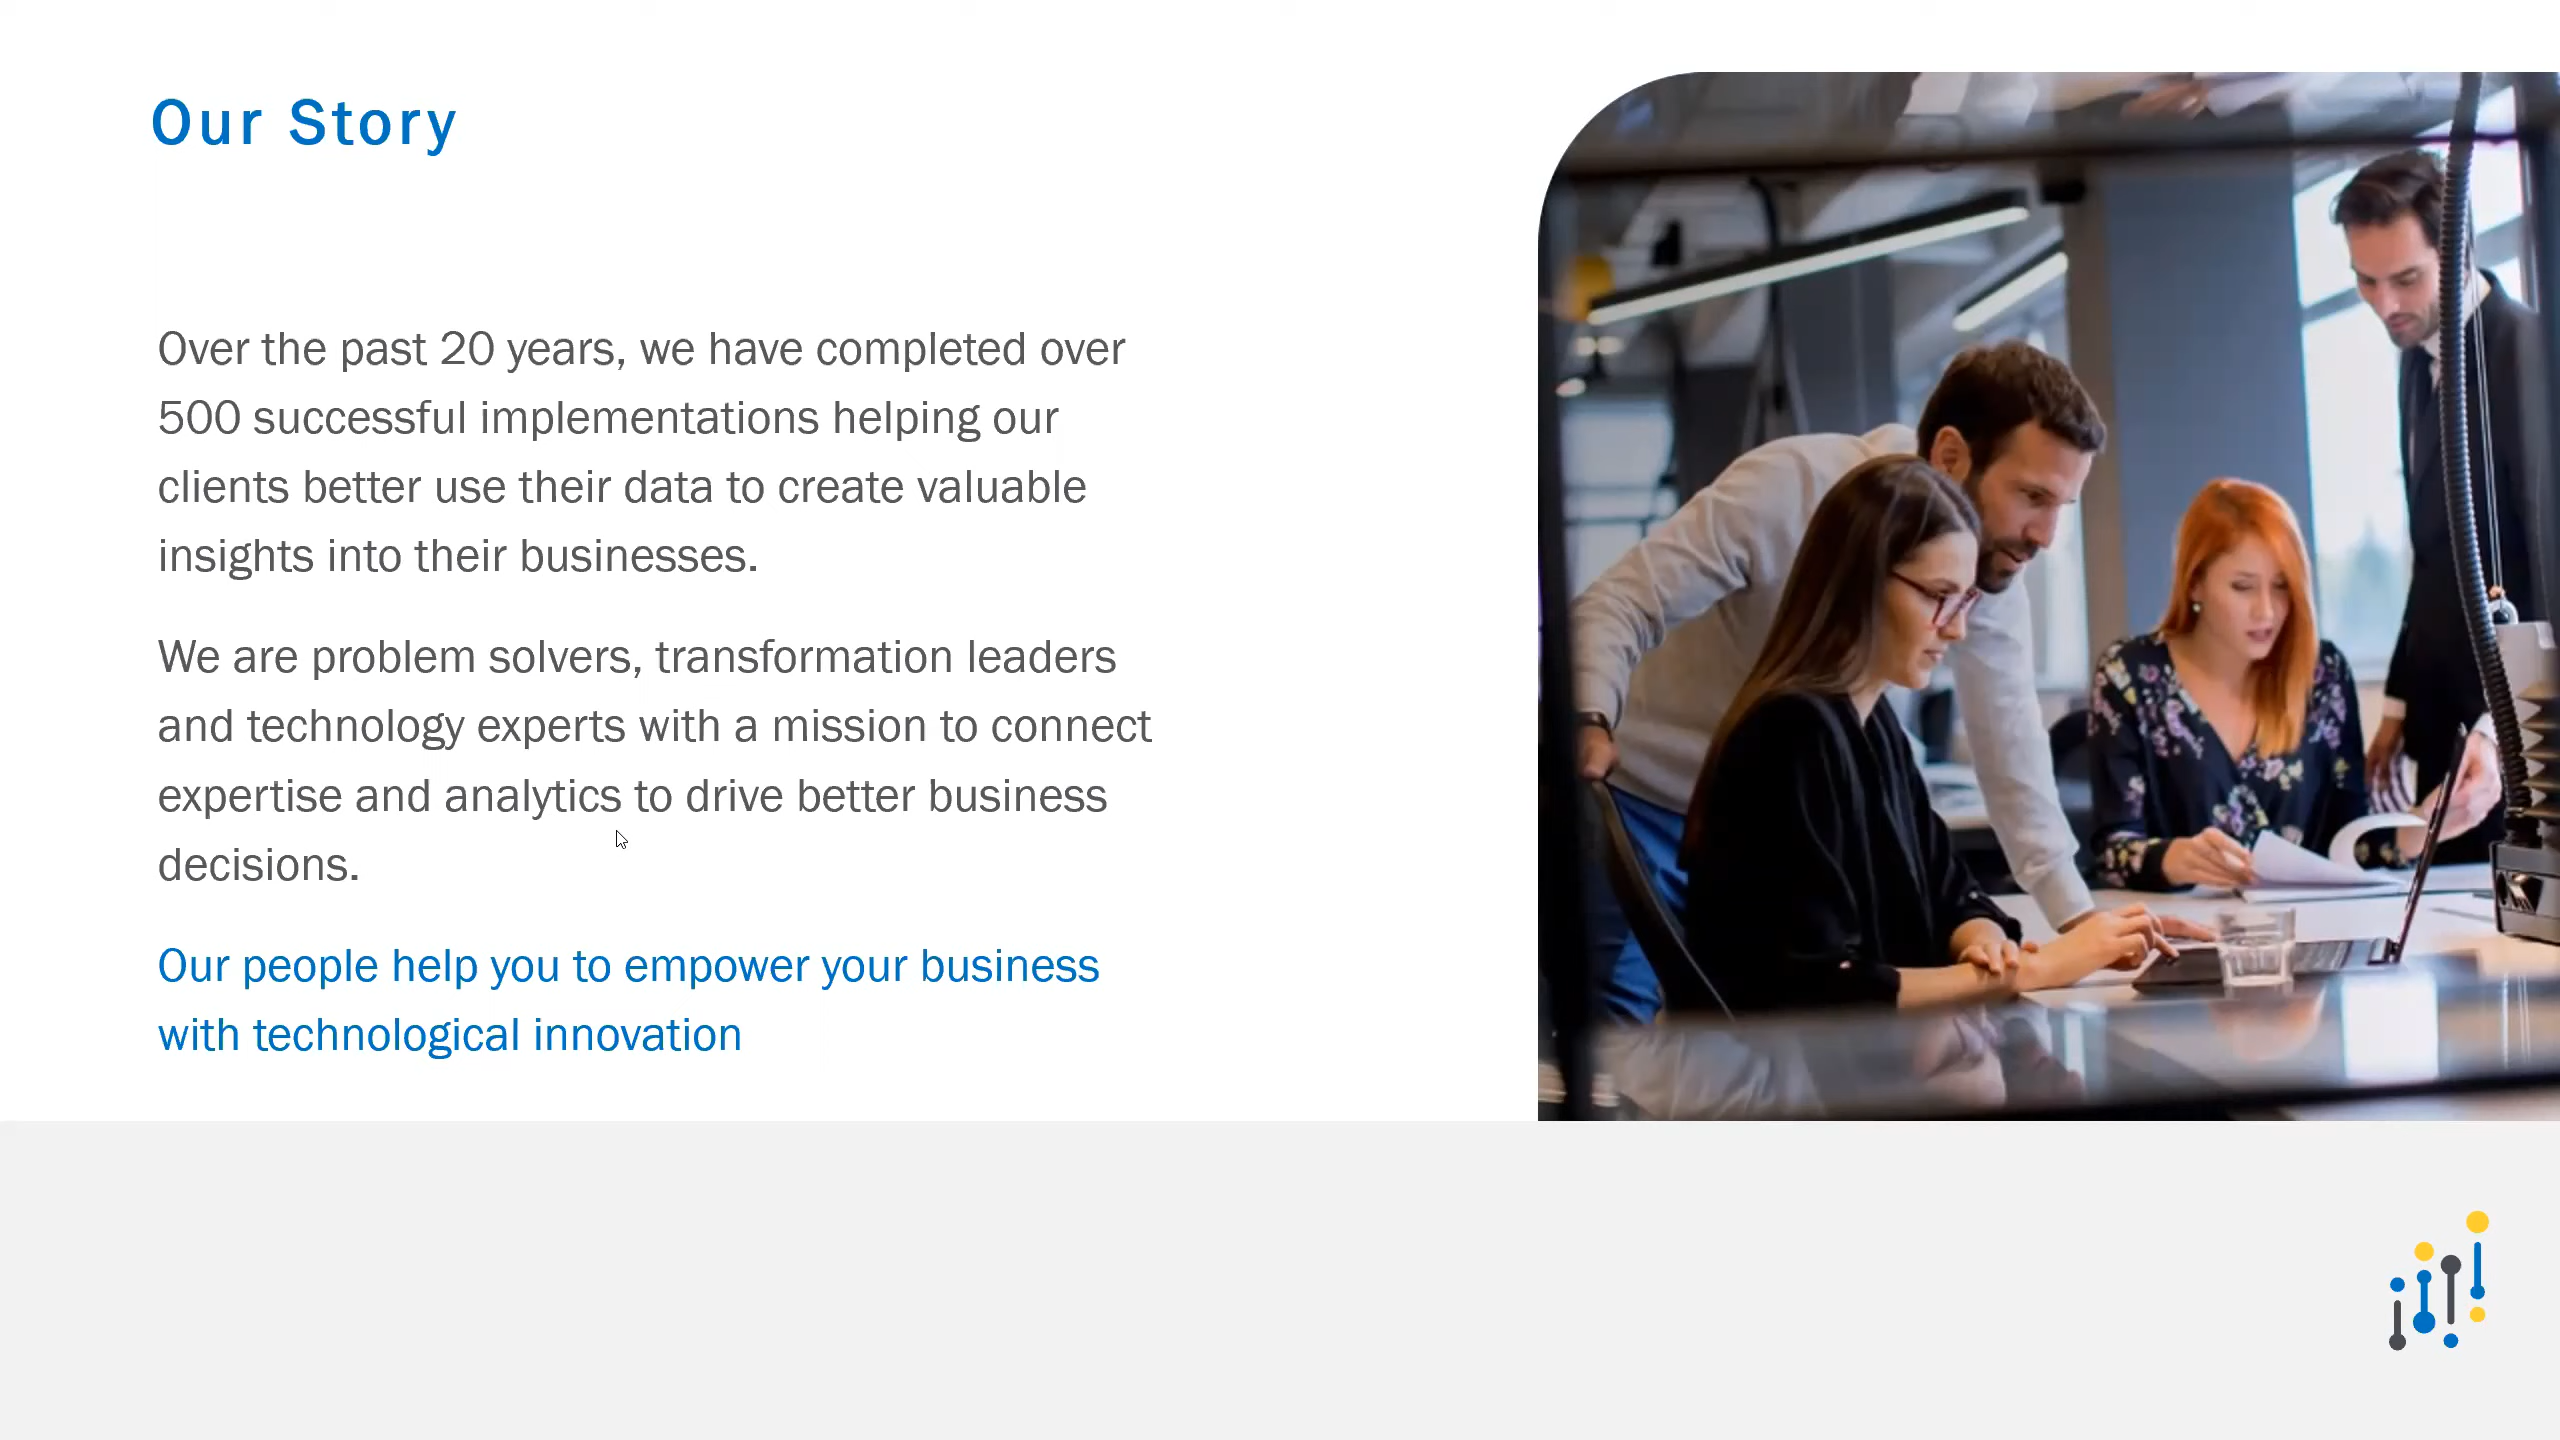 Our Story
Over the past 20 years, we have completed over
500 successful implementations helping our
clients better use their data to create valuable
insights into their businesses.
We are problem solvers, transformation leaders
and technology experts with a mission to connect
expertise and analytics to drive better business
decisions.
Our people help you to empower your business
with technological innovation